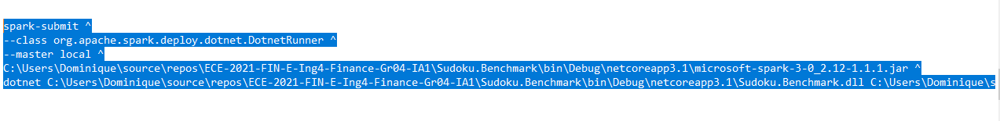 spark-submit ^
--class org.apache.spark.deploy.dotnet.DotnetRunner ^
--master local ^
C:\Users\Dominique\source\repos\ECE-2021-FIN-E-Ing4-Finance-Gr04-IA1\Sudoku.Benchmark\bin\Debug\netcoreapp3.1\microsoft-spark-3-0_2.12-1.1.1.jar ^
dotnet C:\Users\Dominique\source\repos\ECE-2021-FIN-E-Ing4-Finance-Gr04-IA1\Sudoku.Benchmark\bin\Debug\netcoreapp3.1\Sudoku.Benchmark.dll C:\Users\Dominique\s